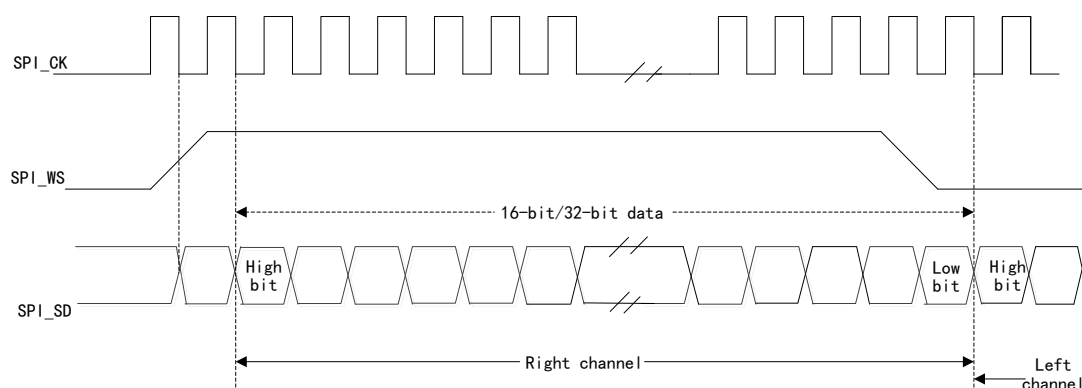 SPI_CK
SPI_WS
16-bit/32-bit data
High
bit
Low
bit
High
bit
SPI_SD
Right channel
Left
channel